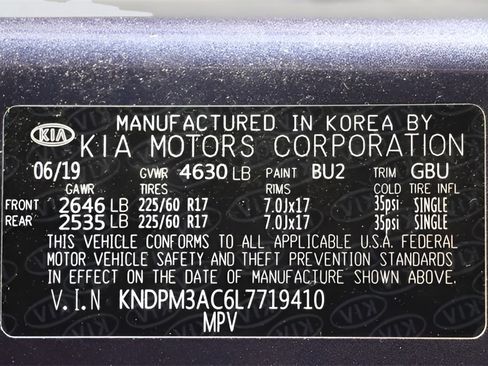 MANUFACTURED IN KOREA BY
KIA KIA MOTORS CORPORATION
06/19 GVWR 4630 LB PAINT BU2 TRIM GBU
GAWR TIRES RIMS COLD TIRE INFL
FRONT 2646 LB 225/60 R17 7.0Jx17 35psi SINGLE
REAR 2535 LB 225/60 R17 7.0Jx17 35psi SINGLE
THIS VEHICLE CONFORMS TO ALL APPLICABLE U.S.A. FEDERAL
MOTOR VEHICLE SAFETY AND THEFT PREVENTION STANDARDS
IN EFFECT ON THE DATE OF MANUFACTURE SHOWN ABOVE.
V.I.N KNDPM3AC6L7719410
MPV